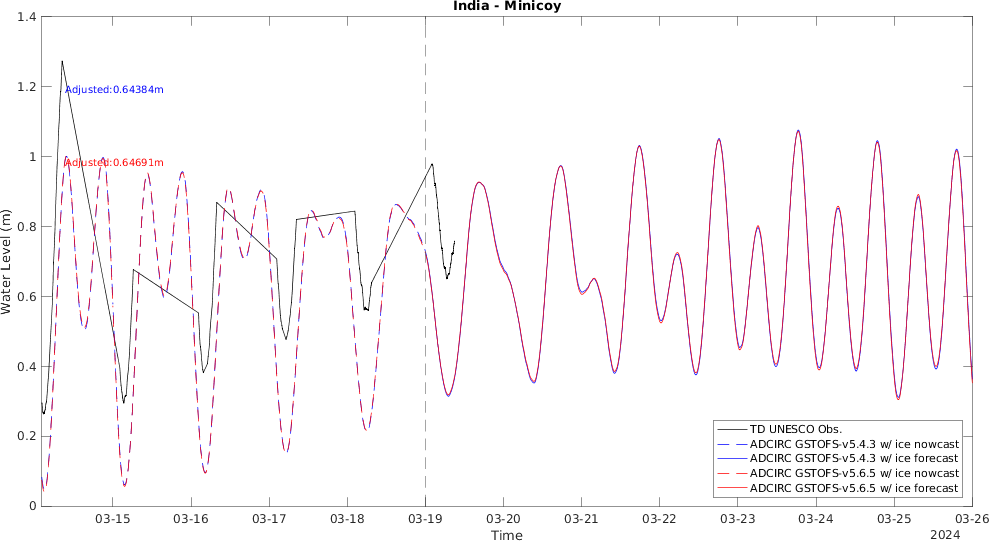 India - Minicoy
1.4
1.2
1
0.8
0.6
0.4
0.2
0
Water Level (m)
Adjusted:0.64384m
Adjusted:0.64691m
TD UNESCO Obs.
ADCIRC GSTOFS-v5.4.3 w/ ice nowcast
ADCIRC GSTOFS-v5.4.3 w/ ice forecast
ADCIRC GSTOFS-v5.6.5 w/ ice nowcast
ADCIRC GSTOFS-v5.6.5 w/ ice forecast
03-15 03-16 03-17 03-18 03-19 03-20 03-21 03-22 03-23 03-24 03-25 03-26
Time
2024